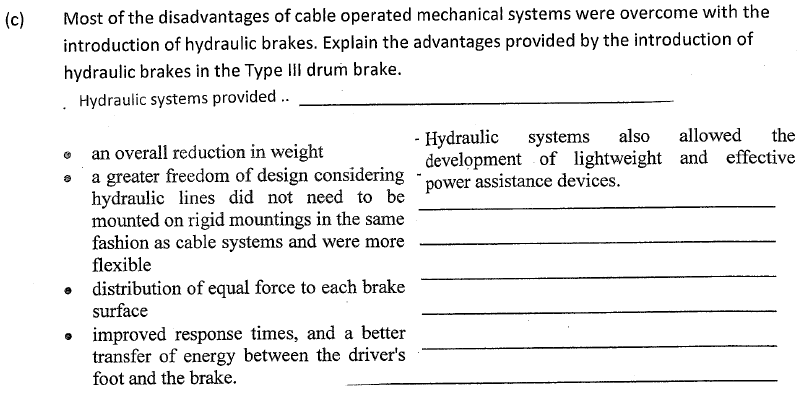 (c) Most of the disadvantages of cable operated mechanical systems were overcome with the
introduction of hydraulic brakes. Explain the advantages provided by the introduction of
hydraulic brakes in the Type III drum brake.
Hydraulic systems provided ..
• an overall reduction in weight
• a greater freedom of design considering
hydraulic lines did not need to be
mounted on rigid mountings in the same
fashion as cable systems and were more
flexible
• distribution of equal force to each brake
surface
• improved response times, and a better
transfer of energy between the driver's
foot and the brake.
- Hydraulic systems also allowed the
development of lightweight and effective
power assistance devices.